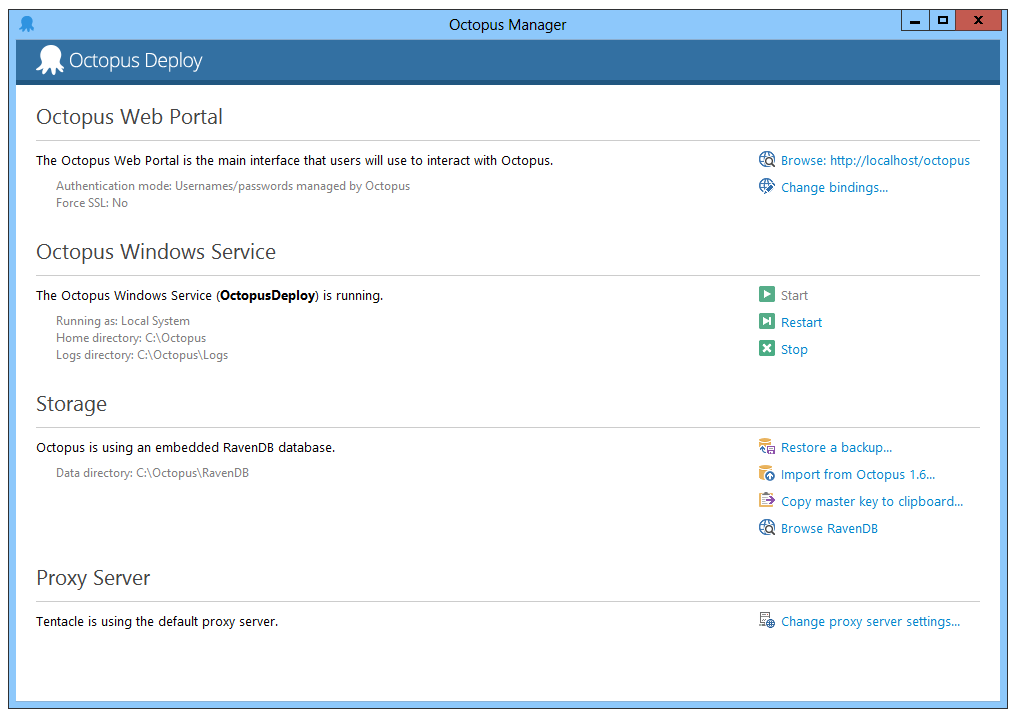 Octopus Manager
Octopus Deploy
Octopus Web Portal
The Octopus Web Portal is the main interface that users will use to interact with Octopus.
Browse: http://localhost/octopus
Authentication mode: Usernames/passwords managed by Octopus
Change bindings...
Force SSL: No
Octopus Windows Service
The Octopus Windows Service (OctopusDeploy) is running.
Start
Running as: Local System
Restart
Home directory: C:\Octopus
Logs directory: C:\Octopus\Logs
Stop
Storage
Octopus is using an embedded RavenDB database.
Restore a backup...
Data directory: C:\Octopus\RavenDB
Import from Octopus 1.6...
Copy master key to clipboard...
Browse RavenDB
Proxy Server
Tentacle is using the default proxy server.
Change proxy server settings...